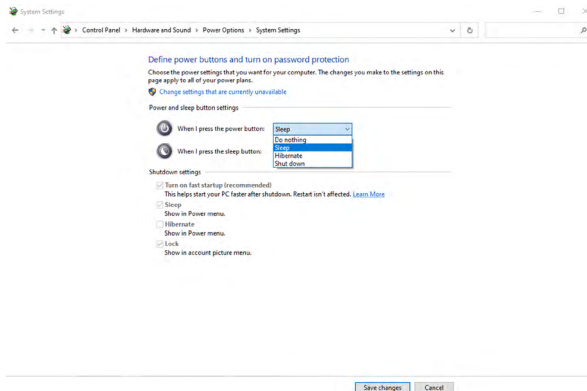 System Settings
Control Panel > Hardware and Sound > Power Options > System Settings
Define power buttons and turn on password protection
Choose the power settings that you want for your computer. The changes you make to the settings on this
page apply to all of your power plans.
Change settings that are currently unavailable
Power and sleep button settings
When I press the power button: Sleep
Do nothing
Sleep
Hibernate
Shut down
When I press the sleep button:
Shutdown settings
Turn on fast startup (recommended)
This helps start your PC faster after shutdown. Restart isn't affected. Learn More
Sleep
Show in Power menu.
Hibernate
Show in Power menu.
Lock
Show in account picture menu.
Save changes Cancel